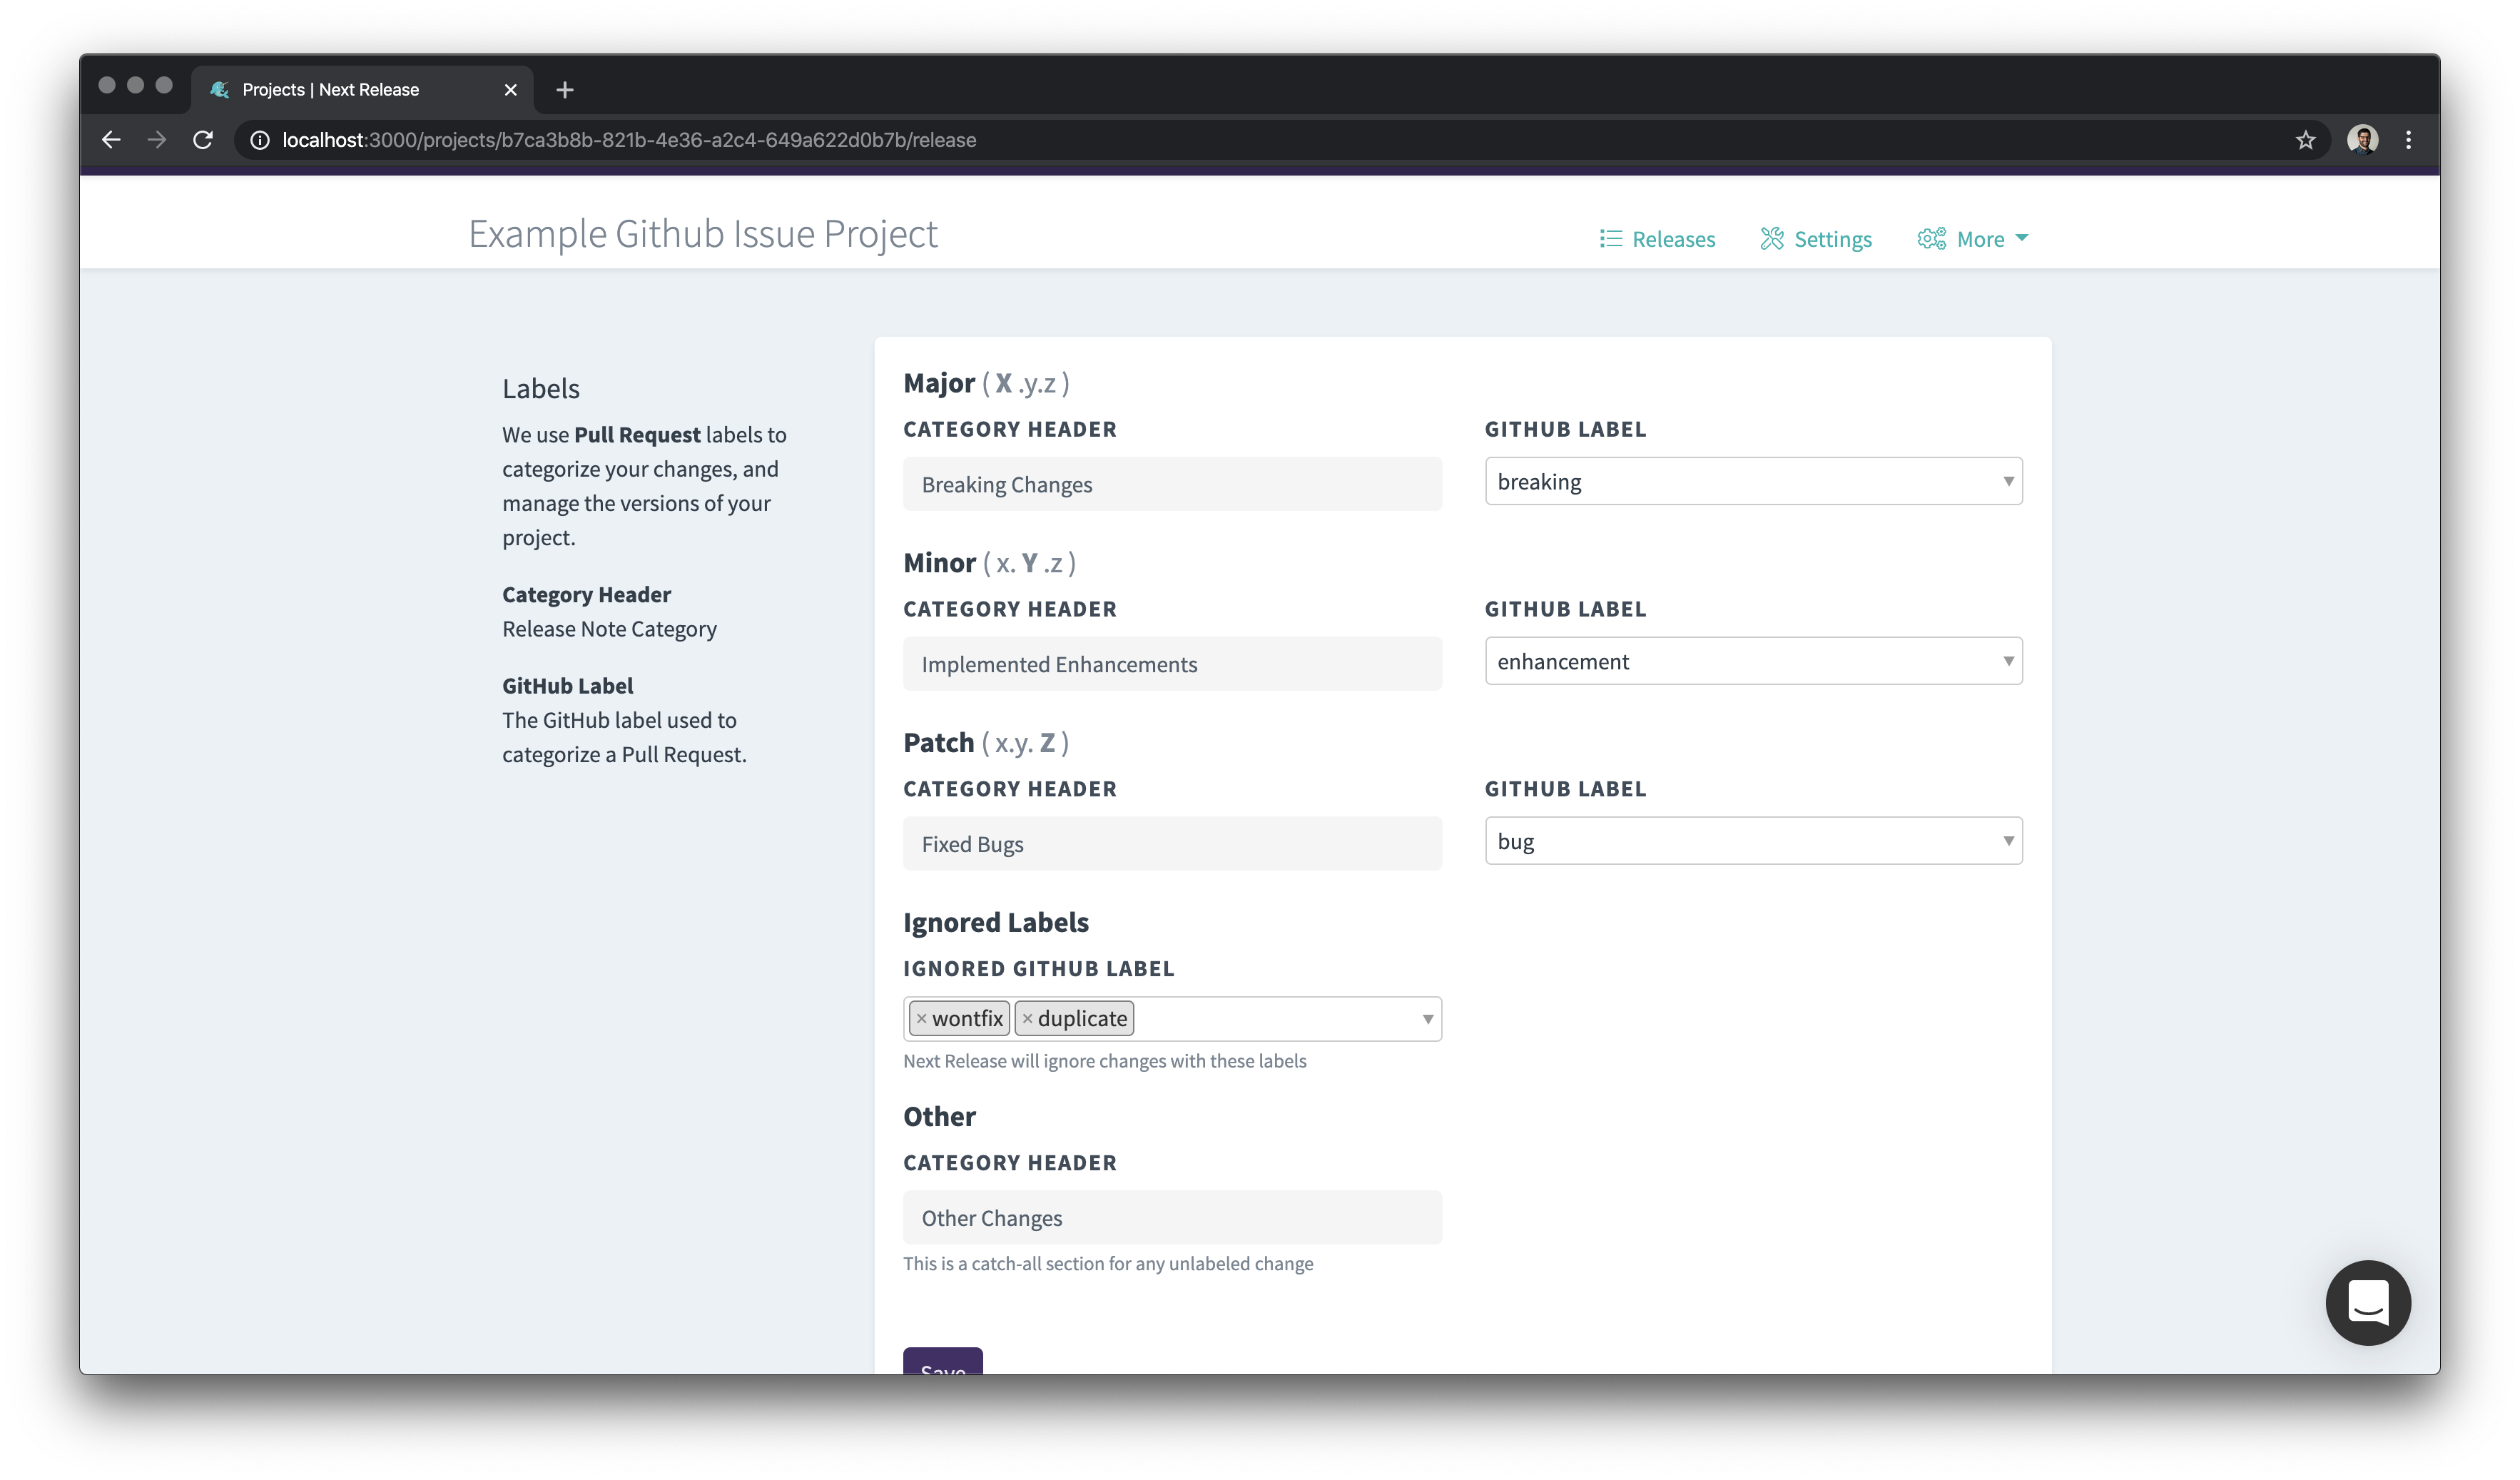 Projects | Next Release
localhost:3000/projects/b7ca3b8b-821b-4e36-a2c4-649a622d0b7b/release
Example Github Issue Project
Releases
Settings
More
Labels
We use Pull Request labels to
categorize your changes, and
manage the versions of your
project.
Category Header
Release Note Category
GitHub Label
The GitHub label used to
categorize a Pull Request.
Major ( X .y.z )
CATEGORY HEADER
GITHUB LABEL
Breaking Changes
breaking
Minor ( x. Y .z )
CATEGORY HEADER
GITHUB LABEL
Implemented Enhancements
enhancement
Patch ( x.y. Z )
CATEGORY HEADER
GITHUB LABEL
Fixed Bugs
bug
Ignored Labels
IGNORED GITHUB LABEL
× wontfix × duplicate
Next Release will ignore changes with these labels
Other
CATEGORY HEADER
Other Changes
This is a catch-all section for any unlabeled change
Save